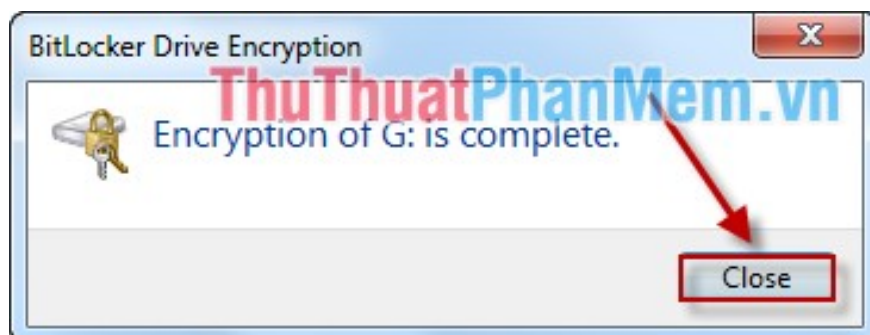 BitLocker Drive Encryption
ThuThuatPhanMem.vn
Encryption of G: is complete.
Close